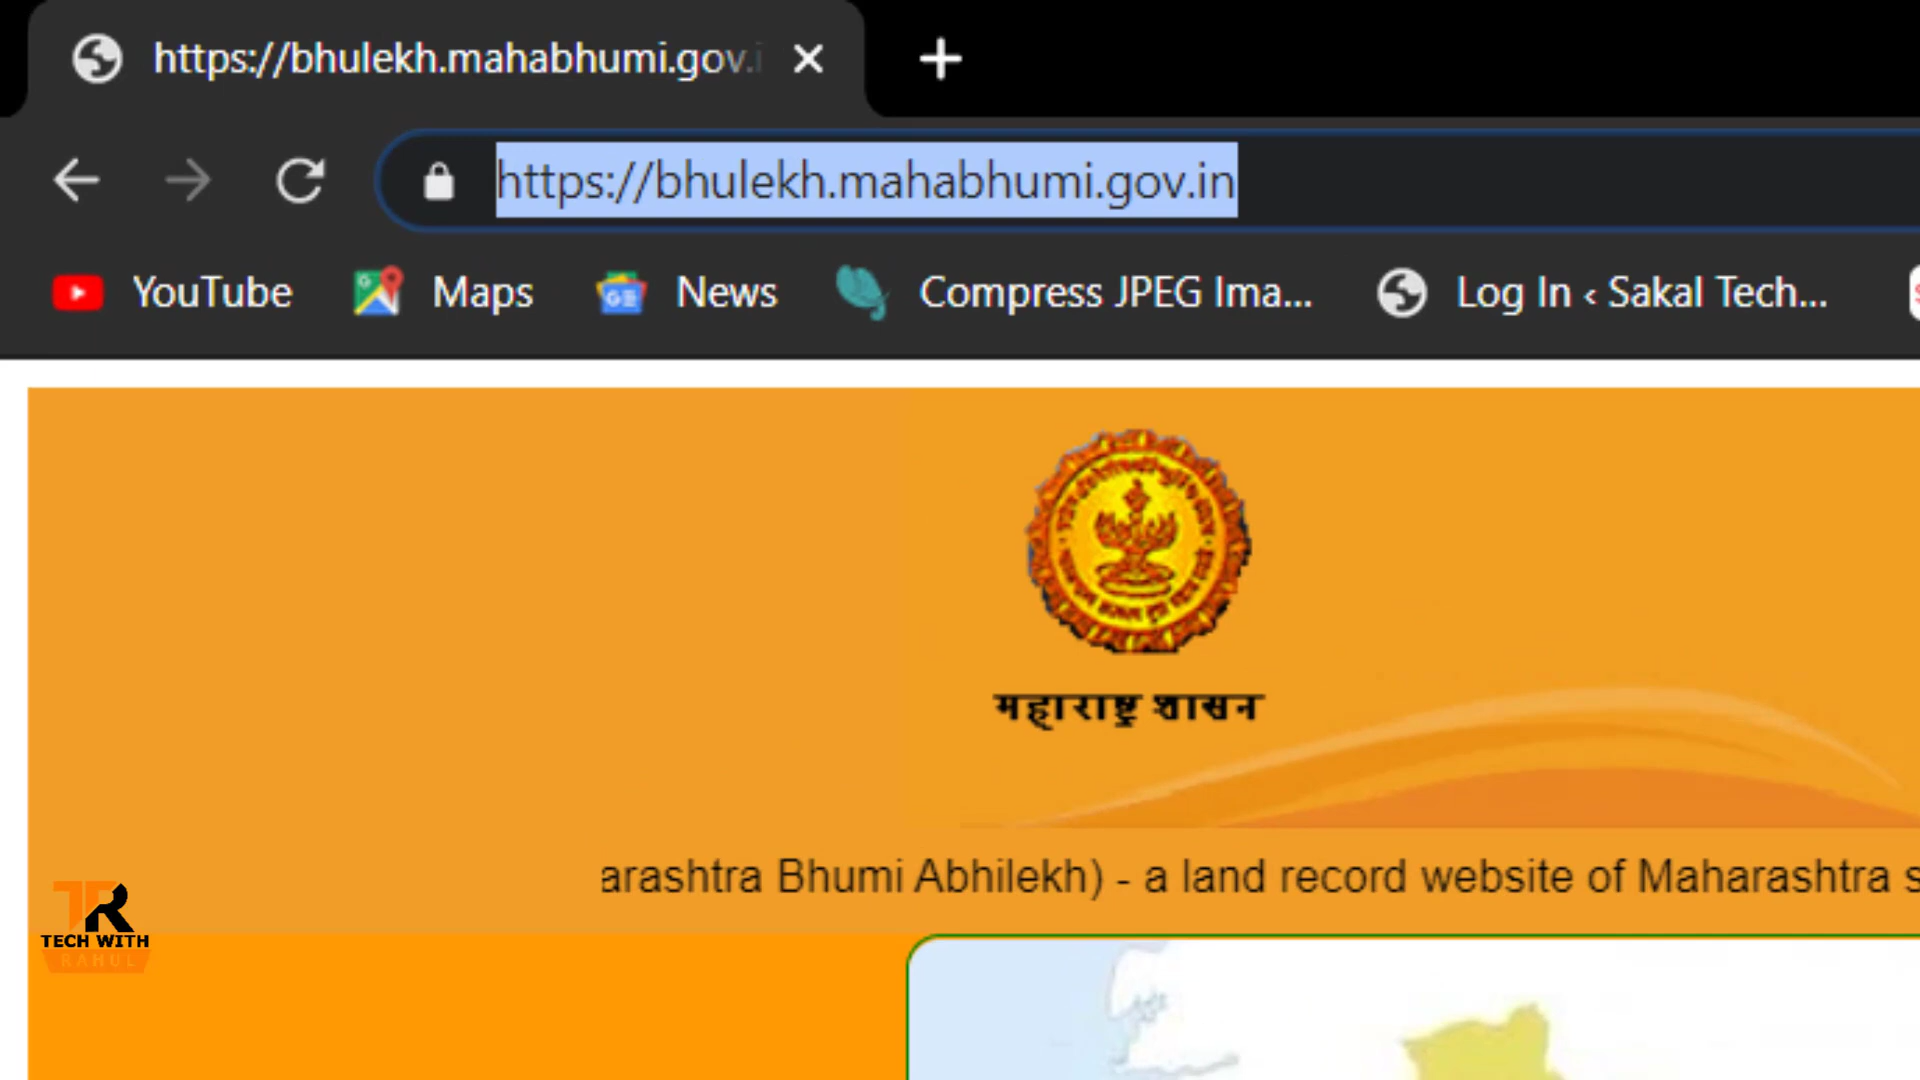 https://bhulekh.mahabhumi.gov.i
https://bhulekh.mahabhumi.gov.in
YouTube Maps News Compress JPEG Ima... Log In ‹ Sakal Tech...
महाराष्ट्र शासन
arashtra Bhumi Abhilekh) - a land record website of Maharashtra s
TR
TECH WITH
RAHUL